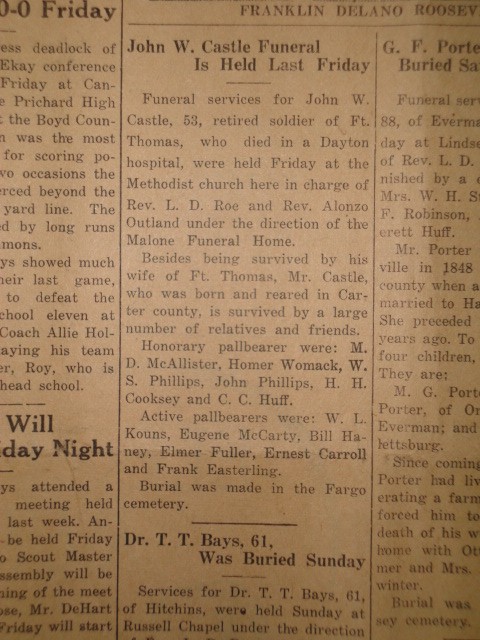 FRANKLIN DELANO ROOSEV
0-0 Friday
ess deadlock of
Ekay conference
Friday at Can-
e Prichard High
t the Boyd Coun-
n was the most
for scoring po-
wo occasions the
erced beyond the
yard line. The
ed by long runs
mmons.
ys showed much
heir last game,
to defeat the
school eleven at
Coach Allie Hol-
aying his team
er, Roy, who is
head school.
Will
iday Night
ys attended a
meeting held
last week. An-
be held Friday
o Scout Master
assembly will be
ning of the meet
ose, Mr. DeHart
Friday will start
John W. Castle Funeral
Is Held Last Friday
Funeral services for John W.
Castle, 53, retired soldier of Ft.
Thomas, who died in a Dayton
hospital, were held Friday at the
Methodist church here in charge of
Rev. L. D. Roe and Rev. Alonzo
Outland under the direction of the
Malone Funeral Home.
Besides being survived by his
wife of Ft. Thomas, Mr. Castle,
who was born and reared in Car-
ter county, is survived by a large
number of relatives and friends.
Honorary pallbearer were: M.
D. McAllister, Homer Womack, W.
S. Phillips, John Phillips, H. H.
Cooksey and C. C. Huff.
Active pallbearers were: W. L.
Kouns, Eugene McCarty, Bill Ha-
ney, Elmer Fuller, Ernest Carroll
and Frank Easterling.
Burial was made in the Fargo
cemetery.
Dr. T. T. Bays, 61,
Was Buried Sunday
Services for Dr. T. T. Bays, 61,
of Hitchins, were held Sunday at
Russell Chapel under the direction
G. F. Porte
Buried Sa
Funeral serv
88, of Everma
day at Lindse
of Rev. L. D.
nished by a
Mrs. W. H. S
F. Robinson,
erett Huff.
Mr. Porter
ville in 1848
county when a
married to Ha
She preceded
years ago. To
four children,
They are:
M. G. Porte
Porter, of Or
Everman; and
lettsburg.
Since coming
Porter had liv
erating a farm
forced him to
death of his w
home with Ott
mer and Mrs.
winter.
Burial was
sey cemetery.